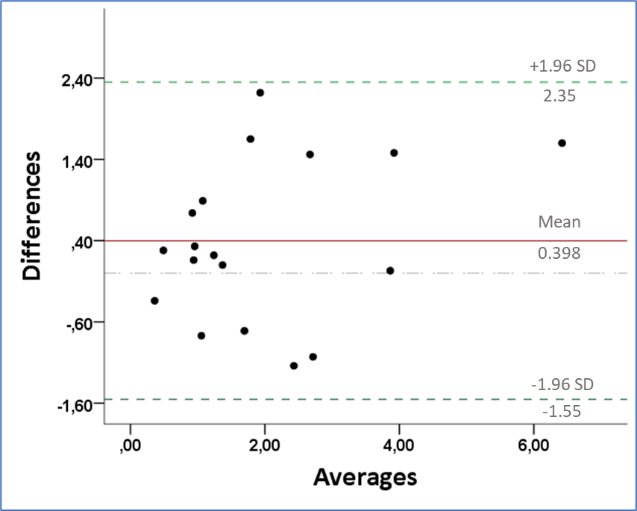 +1.96 SD
2,40
2.35
1,40
Differences
Mean
,40
0.398
-,60
-1.96 SD
-1,60
-1.55
,00 2,00 4,00 6,00
Averages